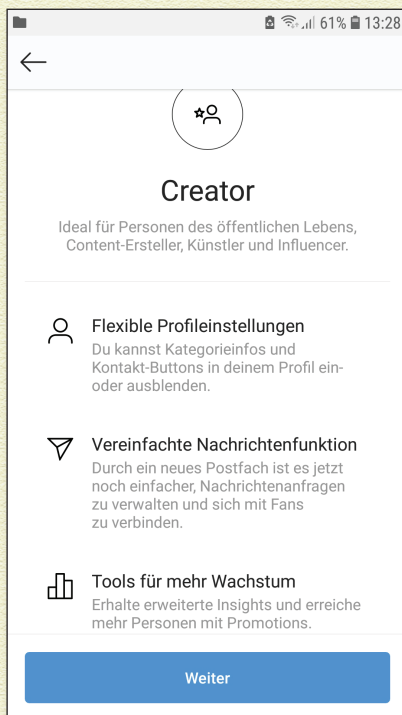 61% 13:28
Creator
Ideal für Personen des öffentlichen Lebens,
Content-Ersteller, Künstler und Influencer.
Flexible Profileinstellungen
Du kannst Kategorieinfos und
Kontakt-Buttons in deinem Profil ein-
oder ausblenden.
Vereinfachte Nachrichtenfunktion
Durch ein neues Postfach ist es jetzt
noch einfacher, Nachrichtenanfragen
zu verwalten und sich mit Fans
zu verbinden.
Tools für mehr Wachstum
Erhalte erweiterte Insights und erreiche
mehr Personen mit Promotions.
Weiter